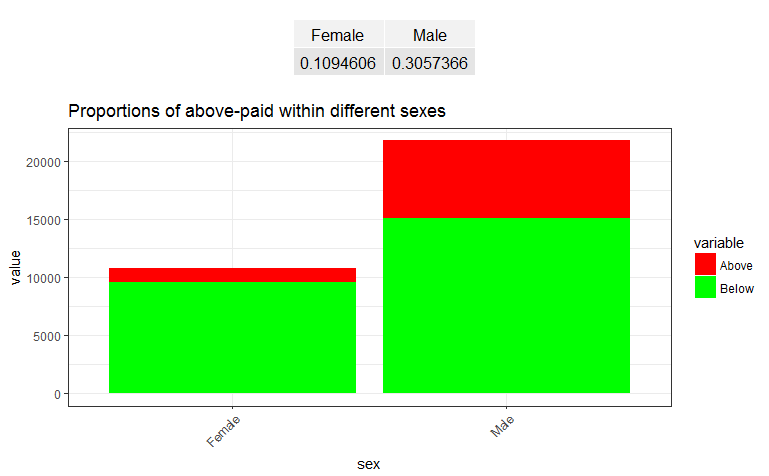 Female Male
0.1094606 0.3057366
Proportions of above-paid within different sexes
20000
15000
10000
5000
0
value
Female Male
sex
variable
Above
Below